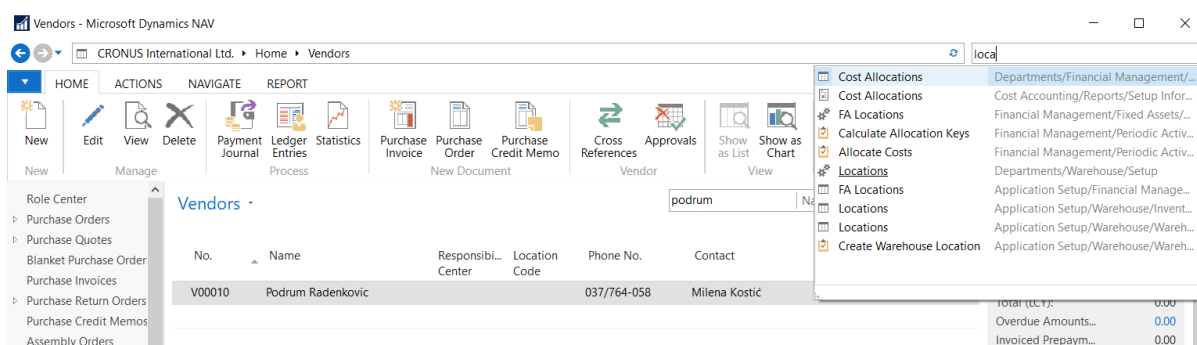 Vendors - Microsoft Dynamics NAV
CRONUS International Ltd. Home Vendors loca
HOME ACTIONS NAVIGATE REPORT
New Edit View Delete Payment Journal Ledger Entries Statistics Purchase Invoice Purchase Order Purchase Credit Memo Cross References Approvals Show as List Show as Chart
New Manage Process New Document Vendor View
Cost Allocations Departments/Financial Management/...
Cost Allocations Cost Accounting/Reports/Setup Infor...
FA Locations Financial Management/Fixed Assets/...
Calculate Allocation Keys Financial Management/Periodic Activ...
Allocate Costs Financial Management/Periodic Activ...
Locations Departments/Warehouse/Setup
FA Locations Application Setup/Financial Manage...
Locations Application Setup/Warehouse/Invent...
Locations Application Setup/Warehouse/Wareh...
Create Warehouse Location Application Setup/Warehouse/Wareh...
Role Center
Purchase Orders
Purchase Quotes
Blanket Purchase Order
Purchase Invoices
Purchase Return Orders
Purchase Credit Memos
Assembly Orders
Vendors podrum
No. Name Responsibi... Center Location Code Phone No. Contact
V00010 Podrum Radenkovic 037/764-058 Milena Kostić
Total (LCY): 0.00
Overdue Amounts... 0.00
Invoiced Prepaym... 0.00